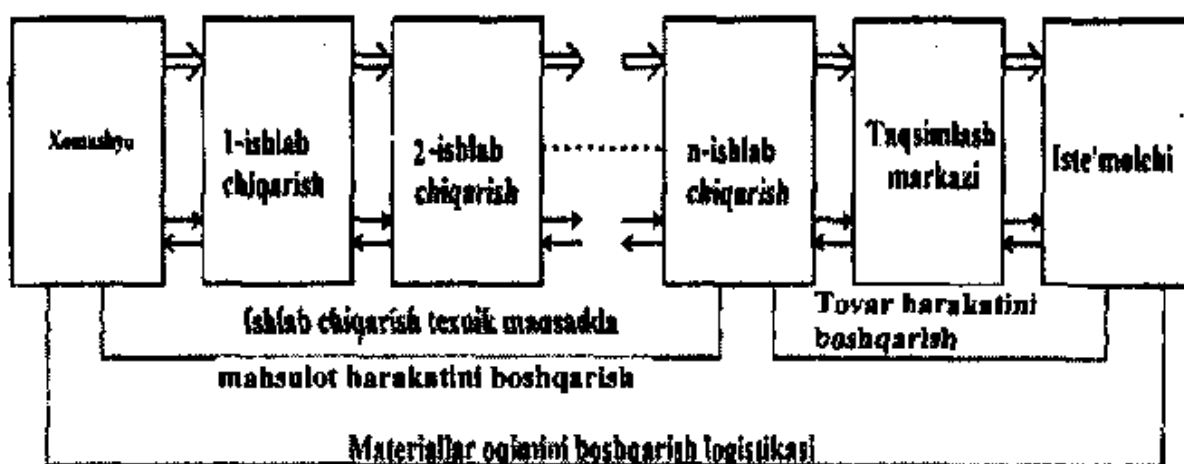 Xomashyo
1-ishlab
chiqarish
2-ishlab
chiqarish
n-ishlab
chiqarish
Taqsimlash
markazi
Iste'molchi
Ishlab chiqarish texnik maqsadda
mahsulot harakatini boshqarish
Tovar harakatini
boshqarish
Materiallar oqimini boshqarish logistikasi